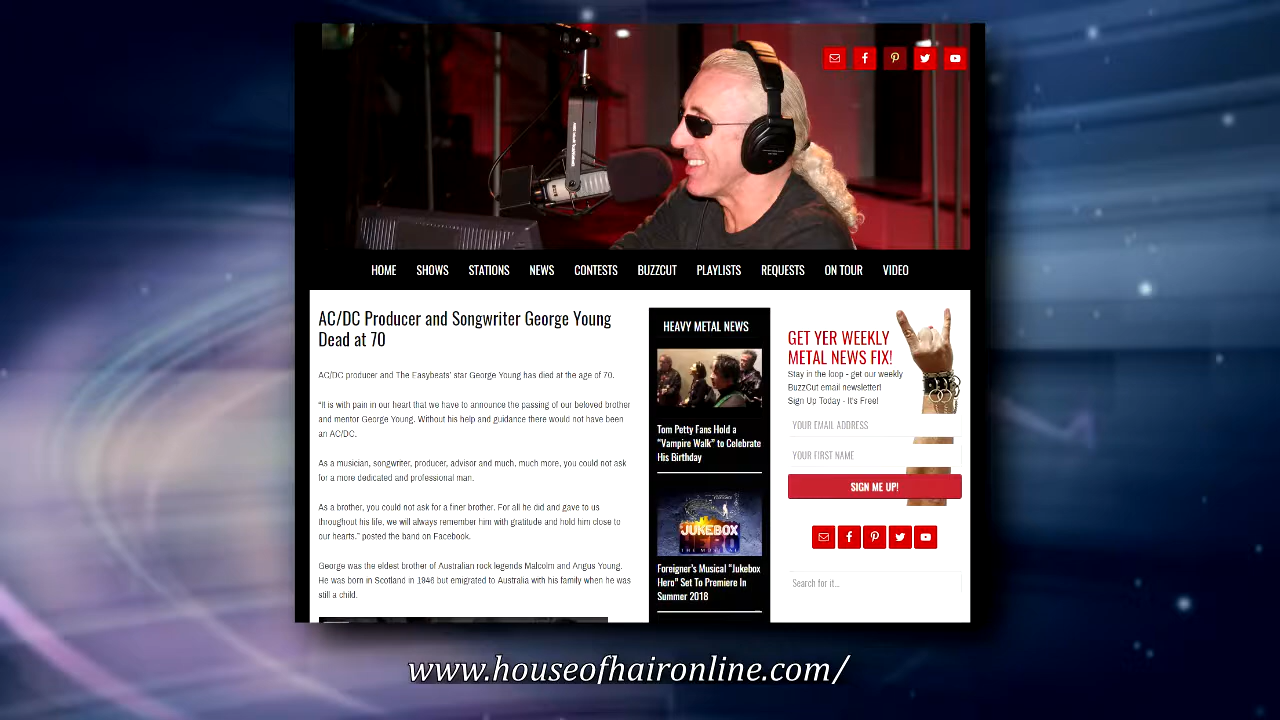 HOME SHOWS STATIONS NEWS CONTESTS BUZZCUT PLAYLISTS REQUESTS ON TOUR VIDEO
AC/DC Producer and Songwriter George Young
Dead at 70
AC/DC producer and The Easybeats' star George Young has died at the age of 70.
"It is with pain in our heart that we have to announce the passing of our beloved brother
and mentor George Young. Without his help and guidance there would not have been
an AC/DC.
As a musician, songwriter, producer, advisor and much, much more, you could not ask
for a more dedicated and professional man.
As a brother, you could not ask for a finer brother. For all he did and gave to us
throughout his life, we will always remember him with gratitude and hold him close to
our hearts." posted the band on Facebook.
George was the eldest brother of Australian rock legends Malcolm and Angus Young.
He was born in Scotland in 1946 but emigrated to Australia with his family when he was
still a child.
HEAVY METAL NEWS
Tom Petty Fans Hold a
"Vampire Walk" to Celebrate
His Birthday
JUKEBOX
THE MUSICAL
Foreigner's Musical "Jukebox
Hero" Set To Premiere In
Summer 2018
GET YER WEEKLY
METAL NEWS FIX!
Stay in the loop - get our weekly
BuzzCut email newsletter!
Sign Up Today - It's Free!
YOUR EMAIL ADDRESS
YOUR FIRST NAME
SIGN ME UP!
Search for it...
www.houseofhaironline.com/